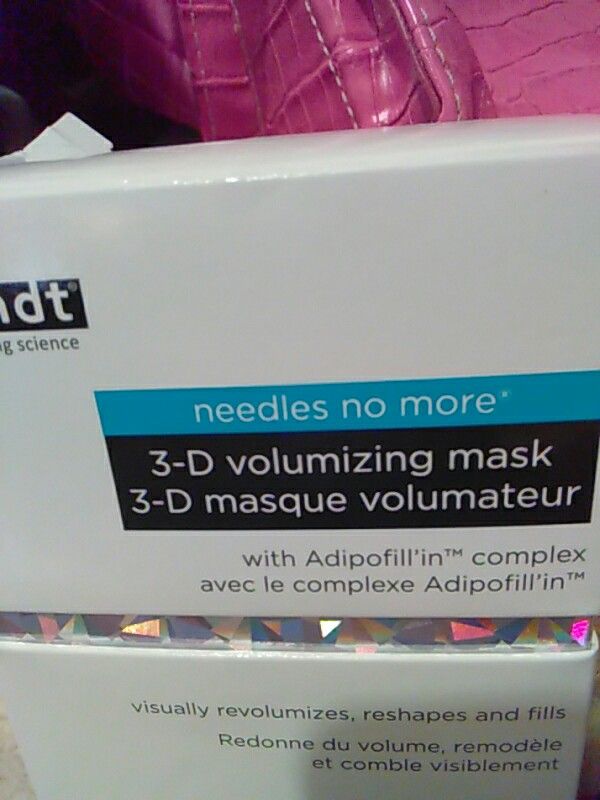 needles no more®
3-D volumizing mask
3-D masque volumateur
with Adipofill'in™ complex
avec le complexe Adipofill'in™
science
visually revolumizes, reshapes and fills
Redonne du volume, remodèle
et comble visiblement